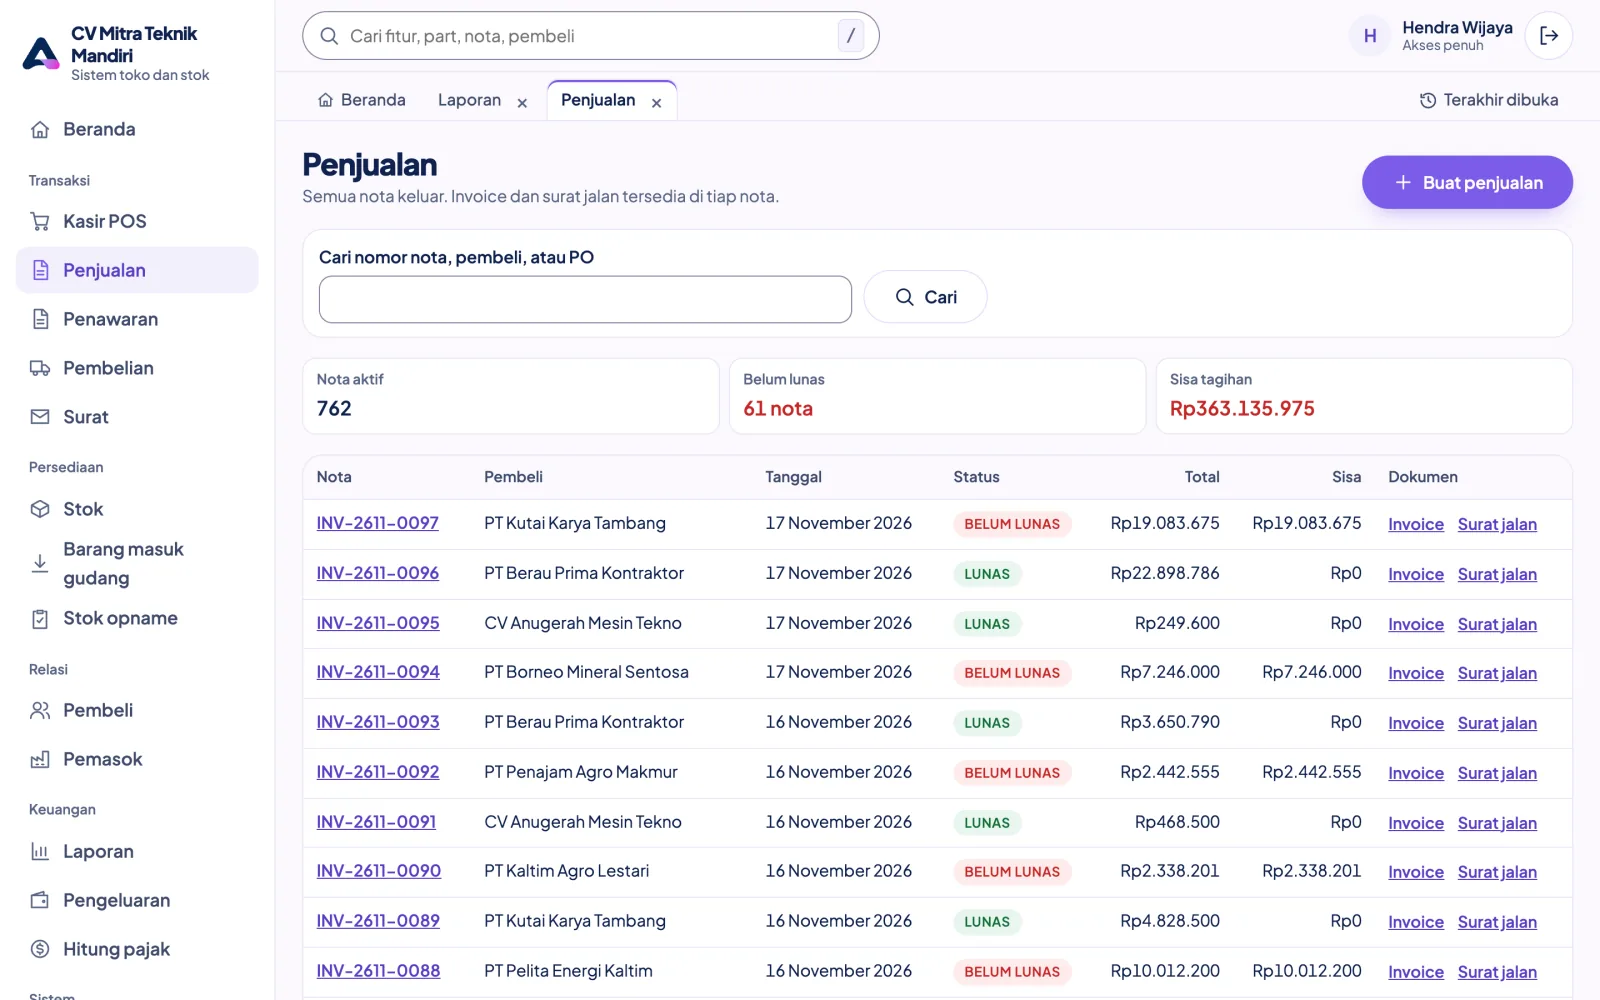 CV Mitra Teknik
Mandiri
Sistem toko dan stok
Beranda
Transaksi
Kasir POS
Penjualan
Penawaran
Pembelian
Surat
Persediaan
Stok
Barang masuk
gudang
Stok opname
Relasi
Pembeli
Pemasok
Keuangan
Laporan
Pengeluaran
Hitung pajak
Sistem
Cari fitur, part, nota, pembeli /
H Hendra Wijaya
Akses penuh
Beranda Laporan × Penjualan × Terakhir dibuka
Penjualan
Semua nota keluar. Invoice dan surat jalan tersedia di tiap nota.
+ Buat penjualan
Cari nomor nota, pembeli, atau PO
Cari
Nota aktif
762
Belum lunas
61 nota
Sisa tagihan
Rp363.135.975
Nota Pembeli Tanggal Status Total Sisa Dokumen
INV-2611-0097 PT Kutai Karya Tambang 17 November 2026 BELUM LUNAS Rp19.083.675 Rp19.083.675 Invoice Surat jalan
INV-2611-0096 PT Berau Prima Kontraktor 17 November 2026 LUNAS Rp22.898.786 Rp0 Invoice Surat jalan
INV-2611-0095 CV Anugerah Mesin Tekno 17 November 2026 LUNAS Rp249.600 Rp0 Invoice Surat jalan
INV-2611-0094 PT Borneo Mineral Sentosa 17 November 2026 BELUM LUNAS Rp7.246.000 Rp7.246.000 Invoice Surat jalan
INV-2611-0093 PT Berau Prima Kontraktor 16 November 2026 LUNAS Rp3.650.790 Rp0 Invoice Surat jalan
INV-2611-0092 PT Penajam Agro Makmur 16 November 2026 BELUM LUNAS Rp2.442.555 Rp2.442.555 Invoice Surat jalan
INV-2611-0091 CV Anugerah Mesin Tekno 16 November 2026 LUNAS Rp468.500 Rp0 Invoice Surat jalan
INV-2611-0090 PT Kaltim Agro Lestari 16 November 2026 BELUM LUNAS Rp2.338.201 Rp2.338.201 Invoice Surat jalan
INV-2611-0089 PT Kutai Karya Tambang 16 November 2026 LUNAS Rp4.828.500 Rp0 Invoice Surat jalan
INV-2611-0088 PT Pelita Energi Kaltim 16 November 2026 BELUM LUNAS Rp10.012.200 Rp10.012.200 Invoice Surat jalan